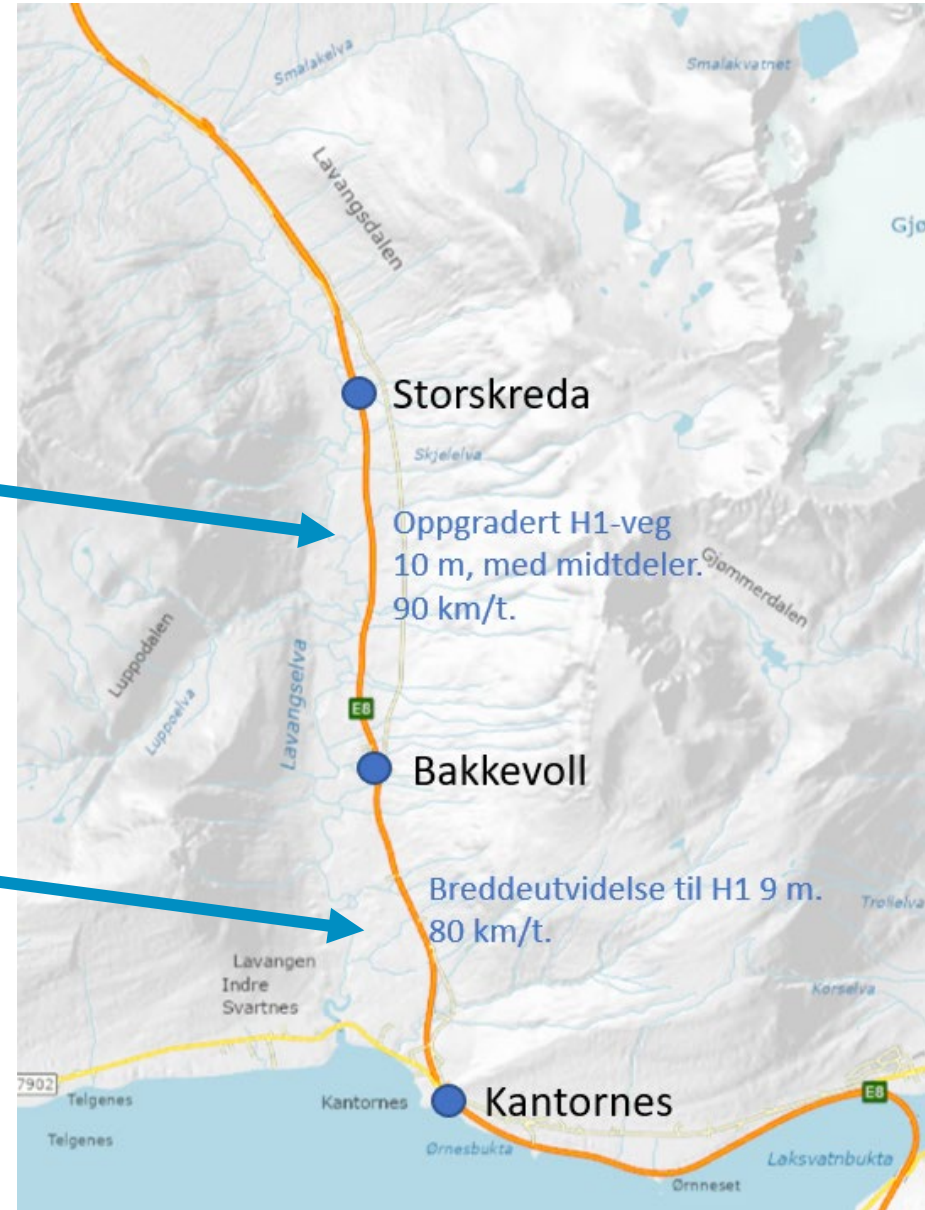 Smalakelva
Smalakvatnet
Lavangsdalen
Gjø
Storskreda
Skjelelva
Oppgradert H1-veg
10 m, med midtdeler.
90 km/t.
Gjømmerdalen
Luppodalen
Luppoelva
Lavangselva
E8
Bakkevoll
Breddeutvidelse til H1 9 m.
80 km/t.
Trollelva
Lavangen
Indre
Svartnes
Korselva
7902
Telgenes
Kantornes
Kantornes
E8
Telgenes
Ørnesbukta
Laksvatnbukta
Ørnneset